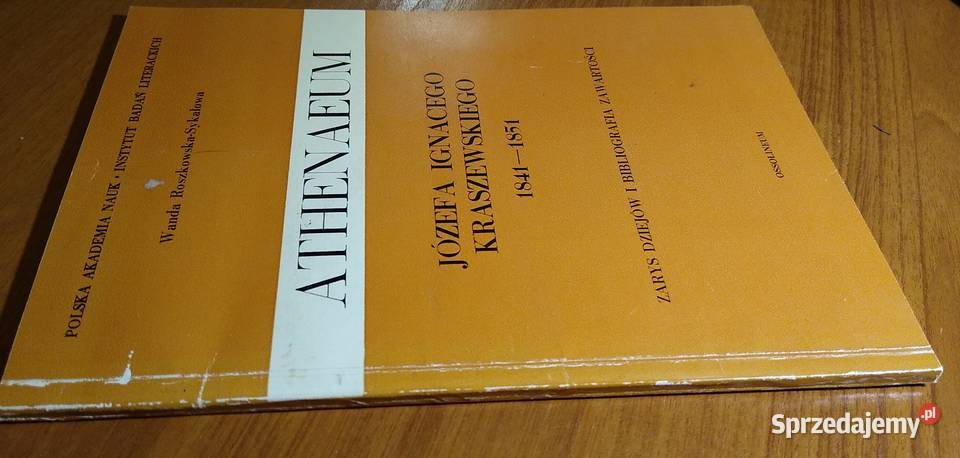 POLSKA AKADEMIA NAUK • INSTYTUT BADAŃ LITERACKICH
Wanda Roszkowska-Sykałowa
ATHENAEUM
JÓZEFA IGNACEGO
KRASZEWSKIEGO
1841—1851
ZARYS DZIEJÓW I BIBLIOGRAFIA ZAWARTOŚCI
OSSOLINEUM
Sprzedajemy.pl